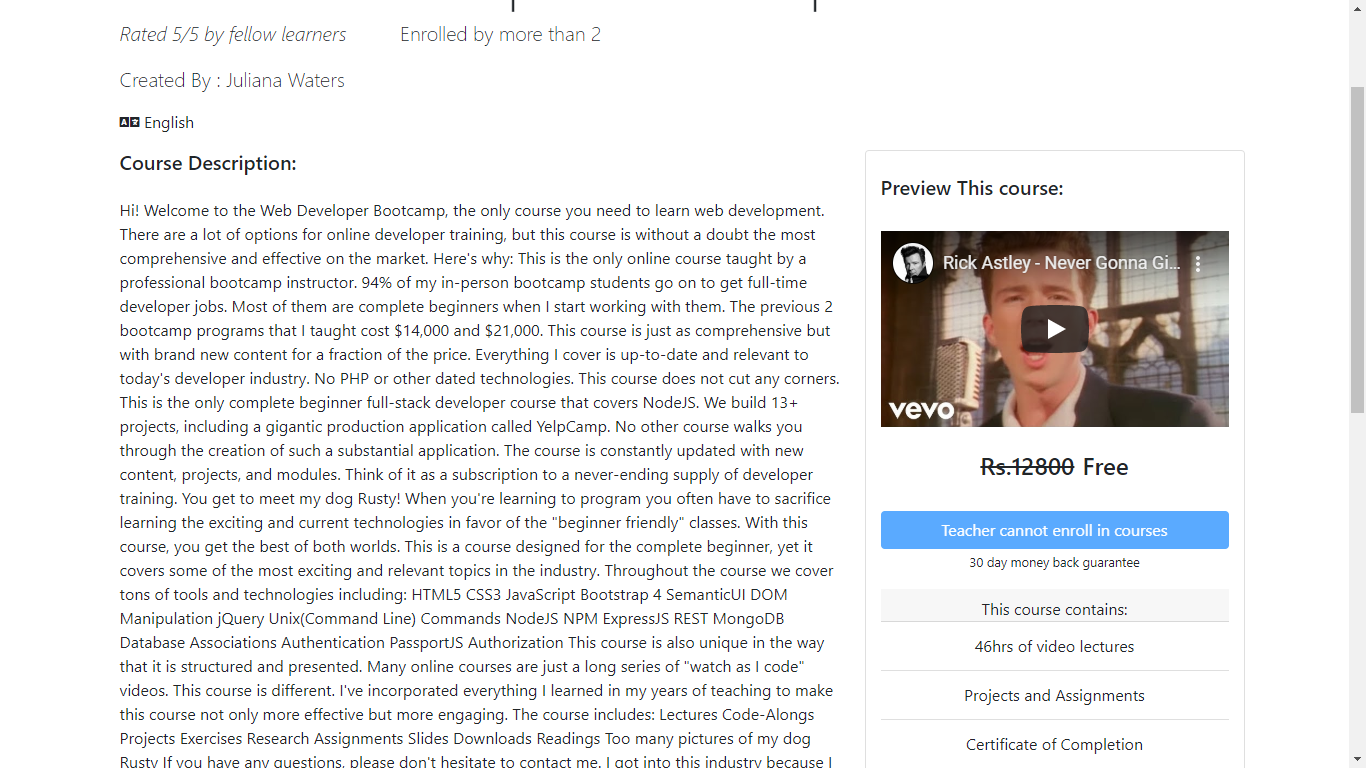 Rated 5/5 by fellow learners Enrolled by more than 2
Created By : Juliana Waters
English
Course Description:
Hi! Welcome to the Web Developer Bootcamp, the only course you need to learn web development.
There are a lot of options for online developer training, but this course is without a doubt the most
comprehensive and effective on the market. Here's why: This is the only online course taught by a
professional bootcamp instructor. 94% of my in-person bootcamp students go on to get full-time
developer jobs. Most of them are complete beginners when I start working with them. The previous 2
bootcamp programs that I taught cost $14,000 and $21,000. This course is just as comprehensive but
with brand new content for a fraction of the price. Everything I cover is up-to-date and relevant to
today's developer industry. No PHP or other dated technologies. This course does not cut any corners.
This is the only complete beginner full-stack developer course that covers NodeJS. We build 13+
projects, including a gigantic production application called YelpCamp. No other course walks you
through the creation of such a substantial application. The course is constantly updated with new
content, projects, and modules. Think of it as a subscription to a never-ending supply of developer
training. You get to meet my dog Rusty! When you're learning to program you often have to sacrifice
learning the exciting and current technologies in favor of the "beginner friendly" classes. With this
course, you get the best of both worlds. This is a course designed for the complete beginner, yet it
covers some of the most exciting and relevant topics in the industry. Throughout the course we cover
tons of tools and technologies including: HTML5 CSS3 JavaScript Bootstrap 4 SemanticUI DOM
Manipulation jQuery Unix(Command Line) Commands NodeJS NPM ExpressJS REST MongoDB
Database Associations Authentication PassportJS Authorization This course is also unique in the way
that it is structured and presented. Many online courses are just a long series of "watch as I code"
videos. This course is different. I've incorporated everything I learned in my years of teaching to make
this course not only more effective but more engaging. The course includes: Lectures Code-Alongs
Projects Exercises Research Assignments Slides Downloads Readings Too many pictures of my dog
Rusty If you have any questions, please don't hesitate to contact me. I got into this industry because I
Preview This course:
Rick Astley - Never Gonna Gi...
vevo
Rs.12800 Free
Teacher cannot enroll in courses
30 day money back guarantee
This course contains:
46hrs of video lectures
Projects and Assignments
Certificate of Completion